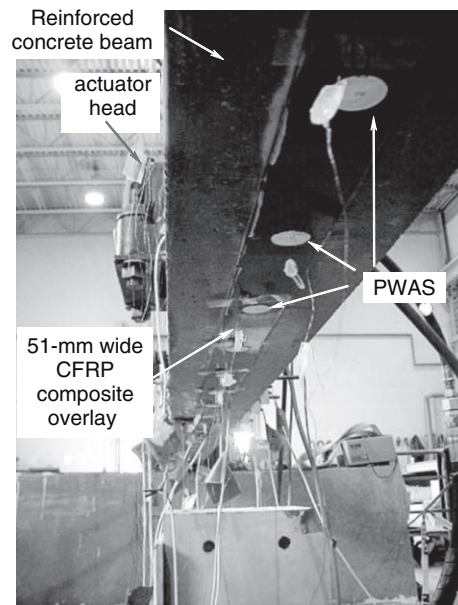 Reinforced
concrete beam
actuator
head
PWAS
51-mm wide
CFRP
composite
overlay